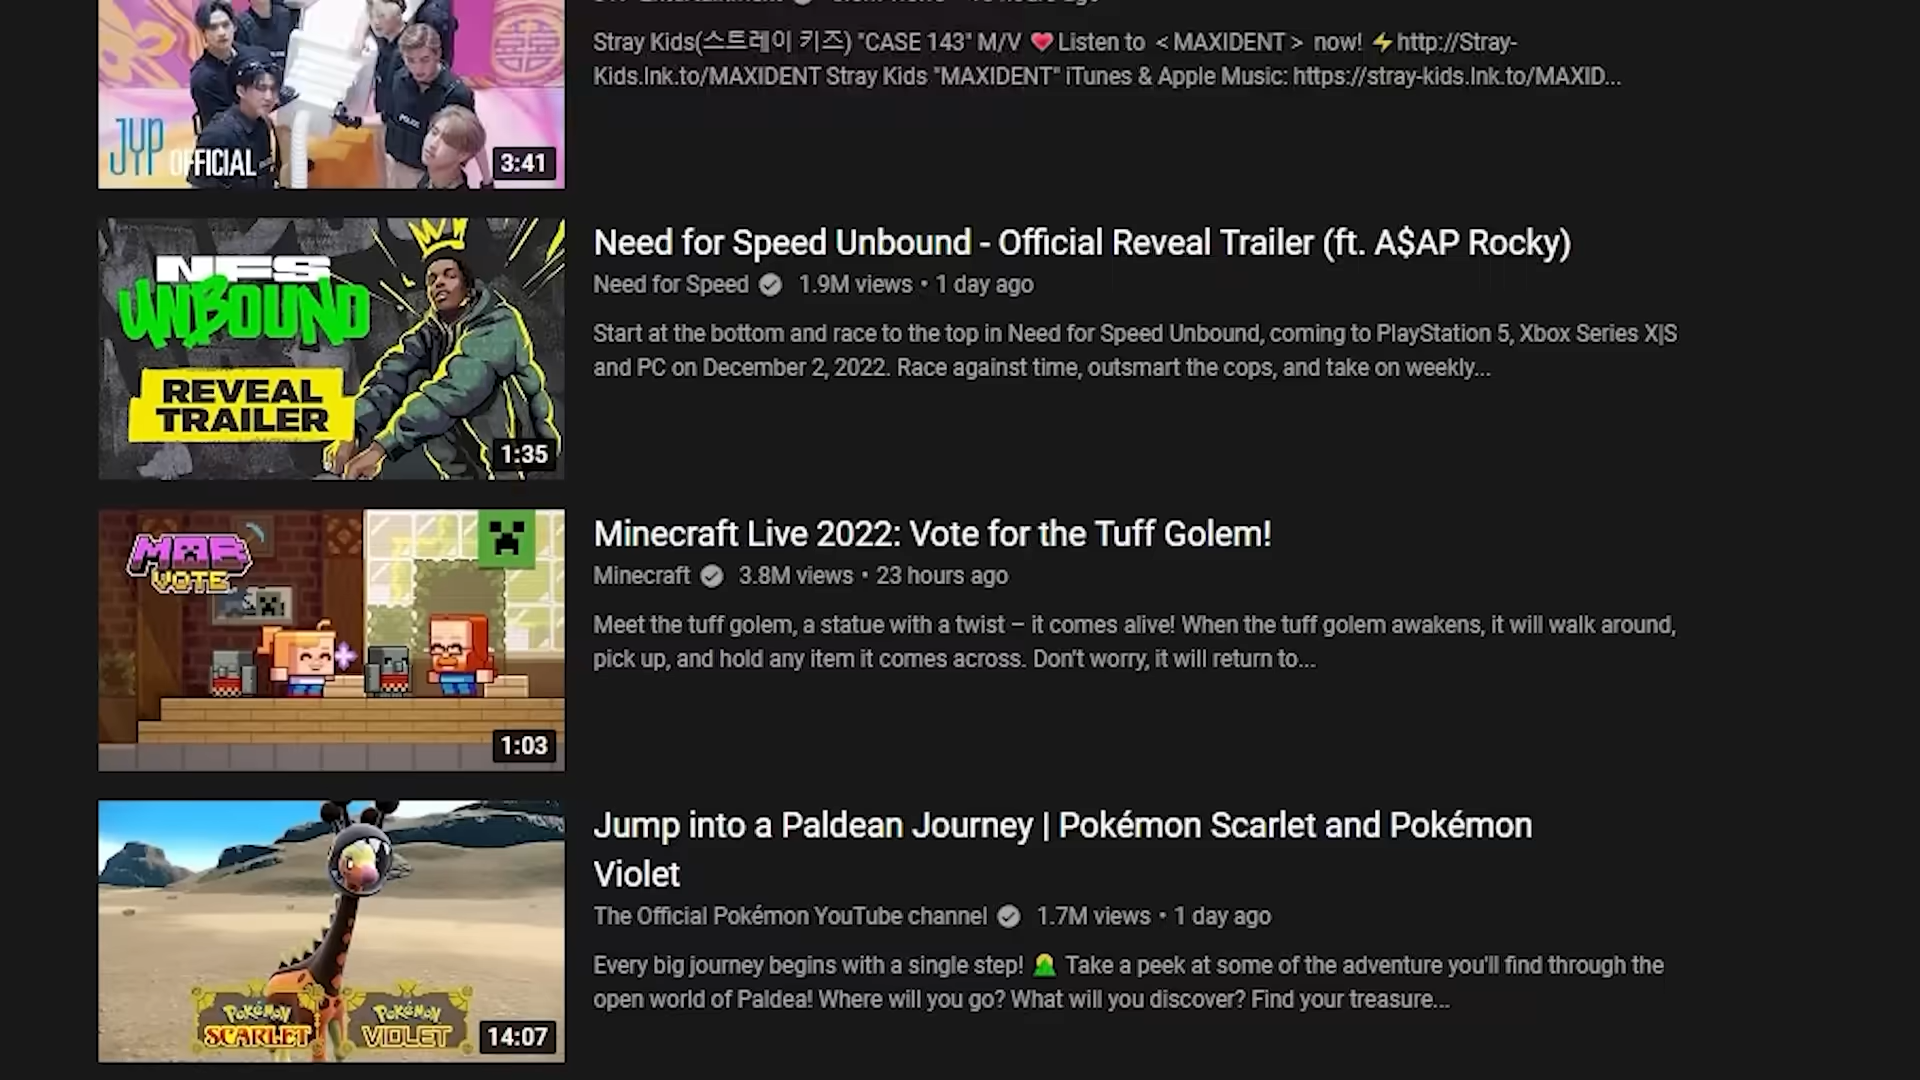 Stray Kids(스트레이 키즈) "CASE 143" M/V ❤️Listen to ＜MAXIDENT＞ now! ⚡http://Stray-
Kids.lnk.to/MAXIDENT Stray Kids "MAXIDENT" iTunes & Apple Music: https://stray-kids.lnk.to/MAXID...
POLICE
JYP OFFICIAL
3:41
NFS
UNBOUND
REVEAL
TRAILER
1:35
Need for Speed Unbound - Official Reveal Trailer (ft. A$AP Rocky)
Need for Speed 1.9M views • 1 day ago
Start at the bottom and race to the top in Need for Speed Unbound, coming to PlayStation 5, Xbox Series X|S
and PC on December 2, 2022. Race against time, outsmart the cops, and take on weekly...
MOB
VOTE
1:03
Minecraft Live 2022: Vote for the Tuff Golem!
Minecraft 3.8M views • 23 hours ago
Meet the tuff golem, a statue with a twist – it comes alive! When the tuff golem awakens, it will walk around,
pick up, and hold any item it comes across. Don't worry, it will return to...
Pokémon
SCARLET
Pokémon
VIOLET
14:07
Jump into a Paldean Journey | Pokémon Scarlet and Pokémon
Violet
The Official Pokémon YouTube channel 1.7M views • 1 day ago
Every big journey begins with a single step! Take a peek at some of the adventure you'll find through the
open world of Paldea! Where will you go? What will you discover? Find your treasure...